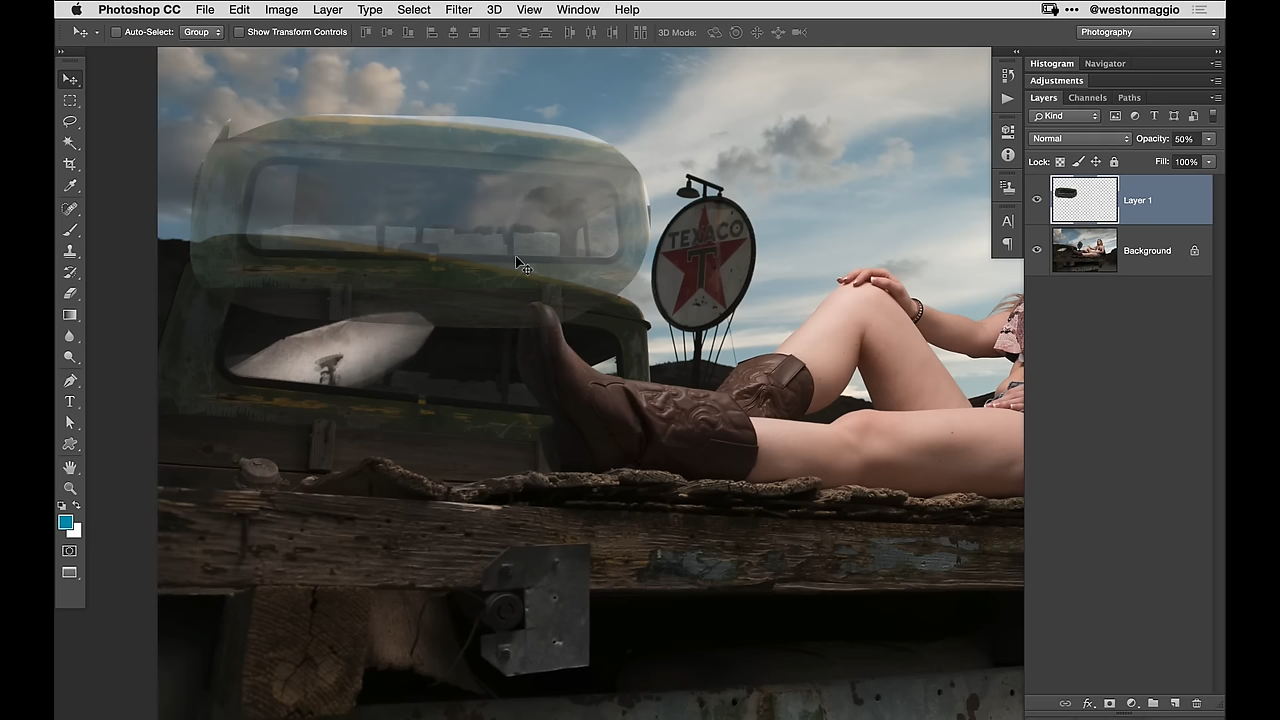 Photoshop CC File Edit Image Layer Type Select Filter 3D View Window Help @westonmaggio
Auto-Select: Group Show Transform Controls 3D Mode: Photography
Histogram Navigator
Adjustments
Layers Channels Paths
Kind
Normal Opacity: 50%
Lock: Fill: 100%
Layer 1
Background
TEXACO
T